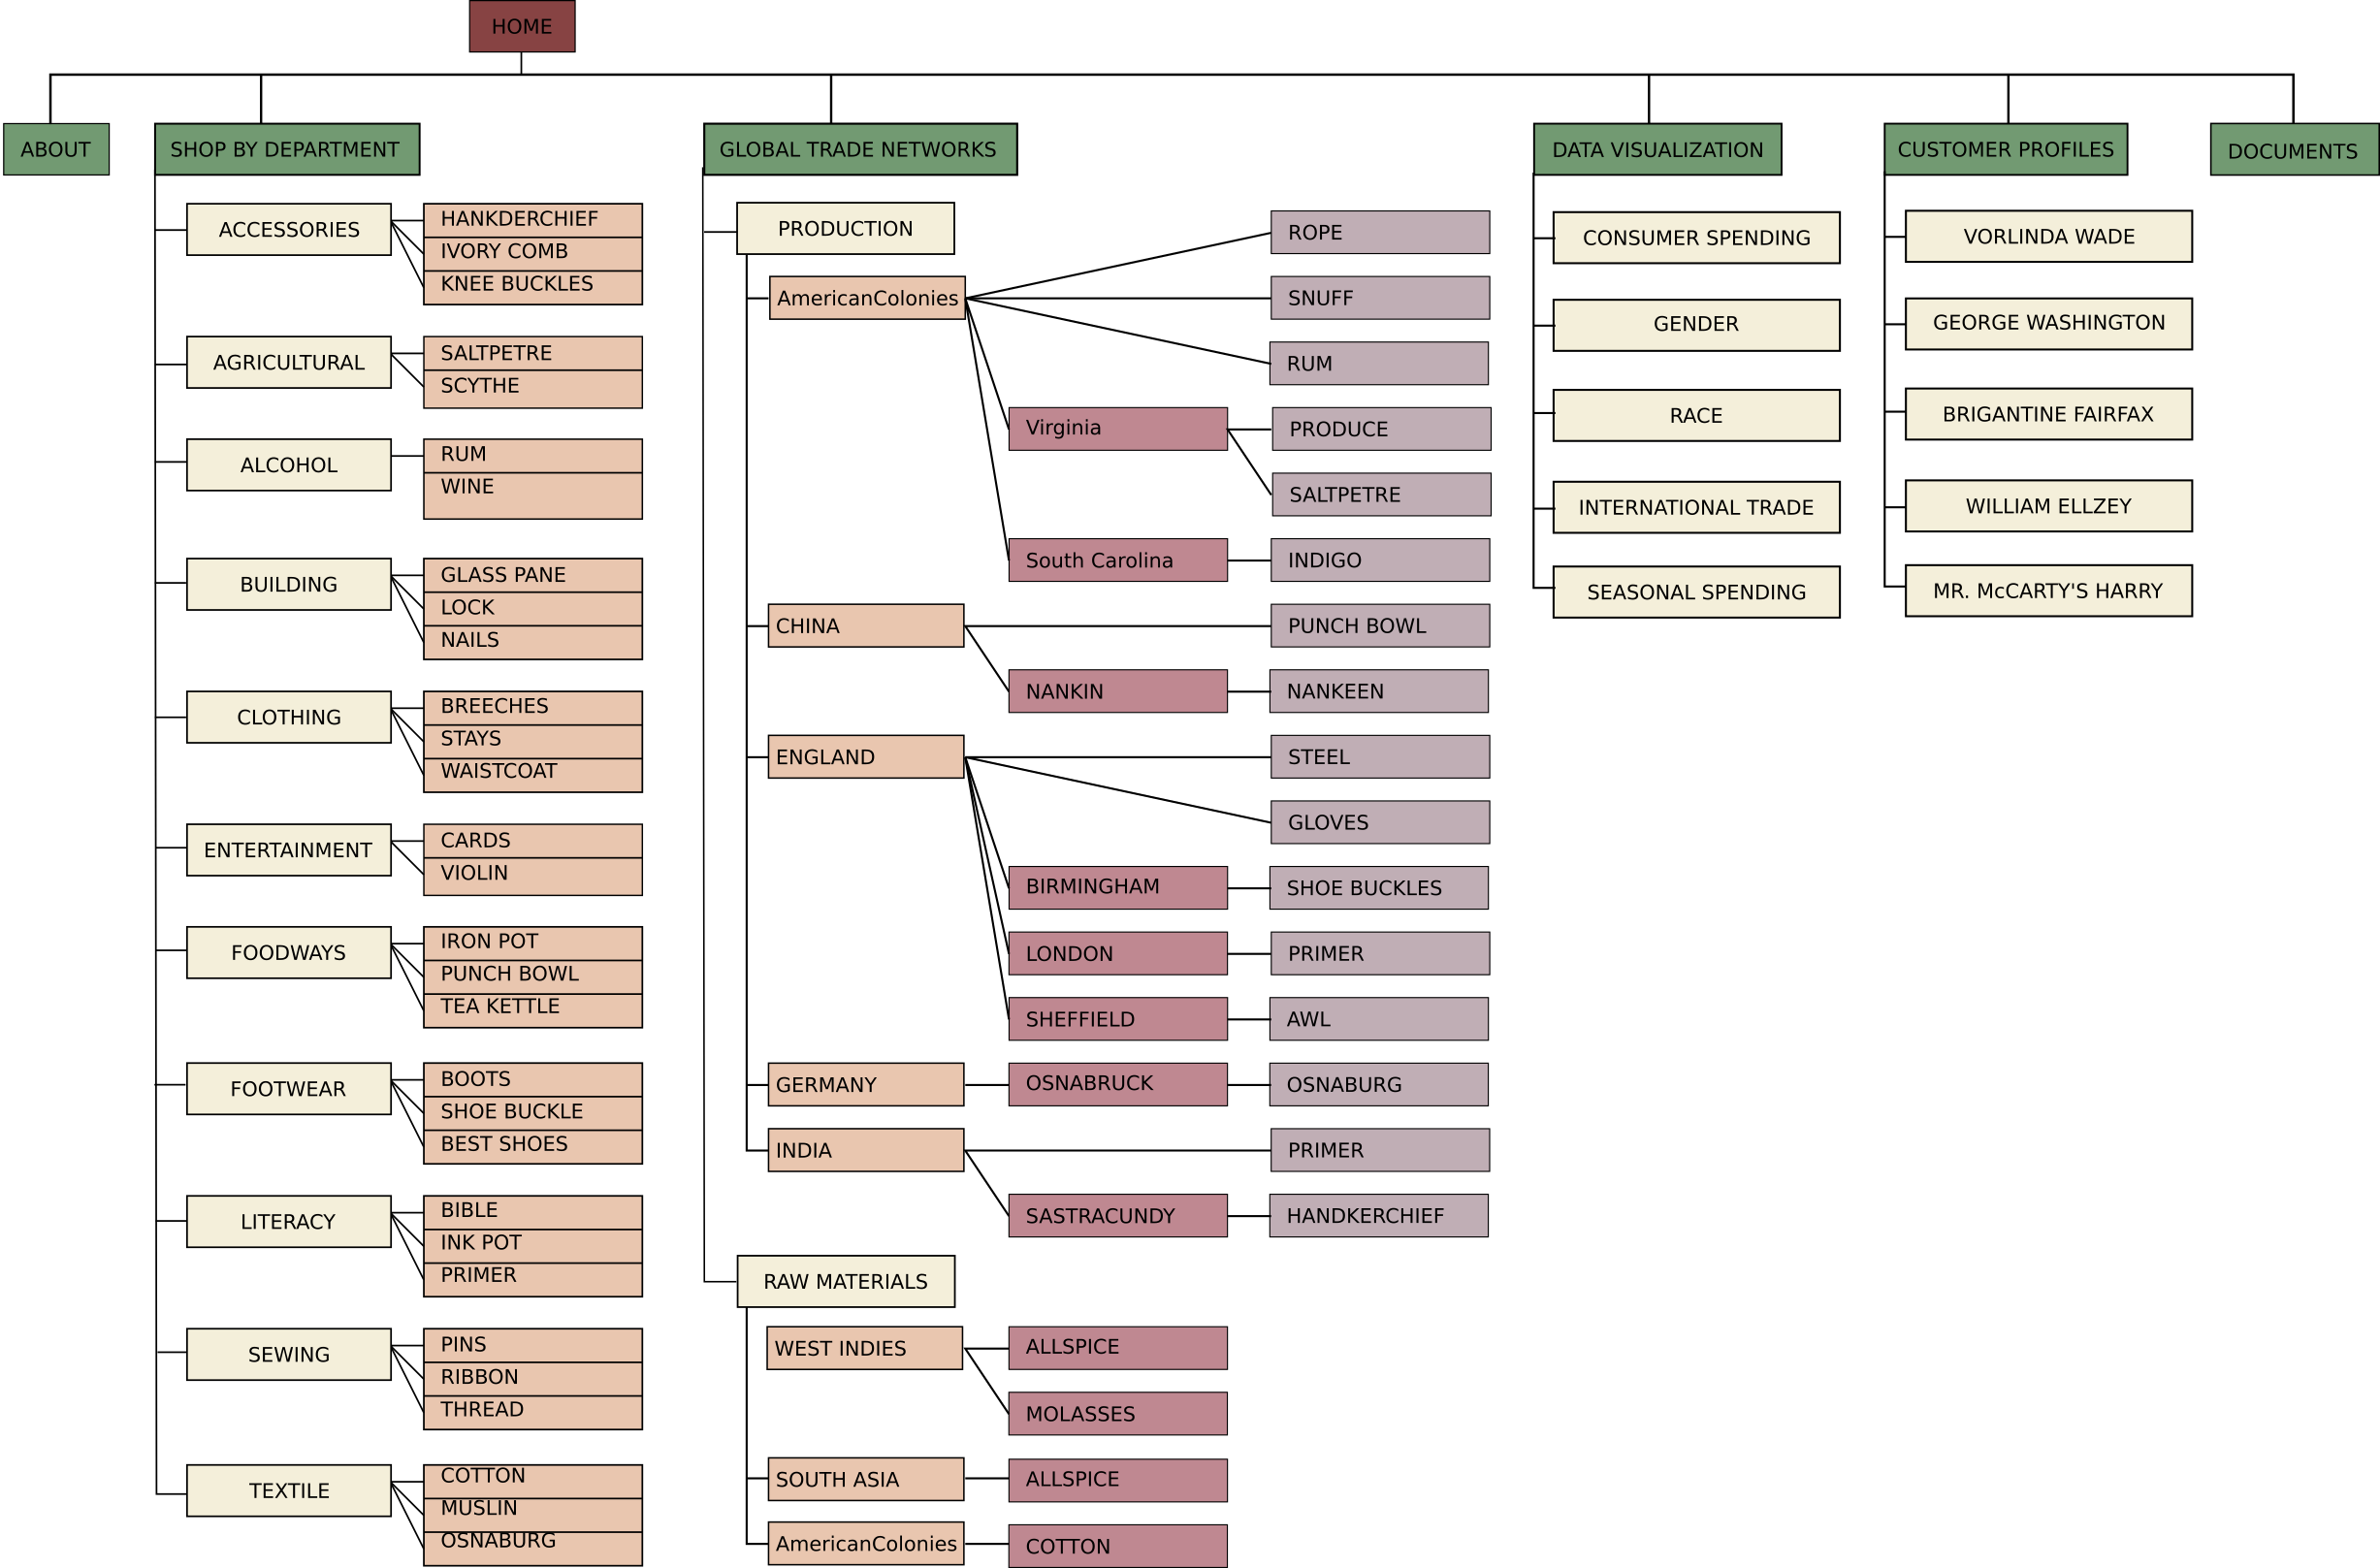 HOME
ABOUT
SHOP BY DEPARTMENT
GLOBAL TRADE NETWORKS
DATA VISUALIZATION
CUSTOMER PROFILES
DOCUMENTS
ACCESSORIES
HANKDERCHIEF
IVORY COMB
KNEE BUCKLES
AGRICULTURAL
SALTPETRE
SCYTHE
ALCOHOL
RUM
WINE
BUILDING
GLASS PANE
LOCK
NAILS
CLOTHING
BREECHES
STAYS
WAISTCOAT
ENTERTAINMENT
CARDS
VIOLIN
FOODWAYS
IRON POT
PUNCH BOWL
TEA KETTLE
FOOTWEAR
BOOTS
SHOE BUCKLE
BEST SHOES
LITERACY
BIBLE
INK POT
PRIMER
SEWING
PINS
RIBBON
THREAD
TEXTILE
COTTON
MUSLIN
OSNABURG
PRODUCTION
AmericanColonies
ROPE
SNUFF
RUM
Virginia
PRODUCE
SALTPETRE
South Carolina
INDIGO
CHINA
PUNCH BOWL
NANKIN
NANKEEN
ENGLAND
STEEL
GLOVES
BIRMINGHAM
SHOE BUCKLES
LONDON
PRIMER
SHEFFIELD
AWL
GERMANY
OSNABRUCK
OSNABURG
INDIA
PRIMER
SASTRACUNDY
HANDKERCHIEF
RAW MATERIALS
WEST INDIES
ALLSPICE
MOLASSES
SOUTH ASIA
ALLSPICE
AmericanColonies
COTTON
CONSUMER SPENDING
GENDER
RACE
INTERNATIONAL TRADE
SEASONAL SPENDING
VORLINDA WADE
GEORGE WASHINGTON
BRIGANTINE FAIRFAX
WILLIAM ELLZEY
MR. McCARTY'S HARRY